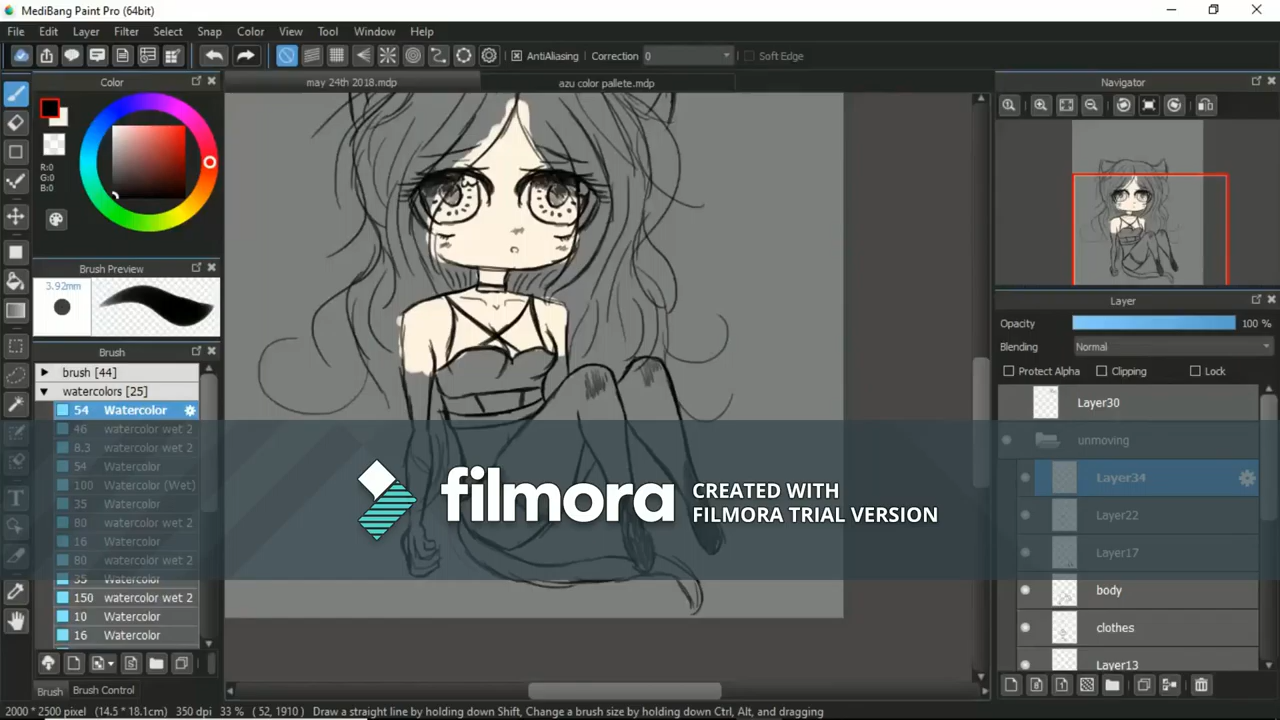 MediBang Paint Pro (64bit)
File Edit Layer Filter Select Snap Color View Tool Window Help
AntiAliasing Correction 0 Soft Edge
Color
may 24th 2018.mdp
azu color pallete.mdp
Navigator
R:0
G:0
B:0
Brush Preview
3.92mm
Layer
Opacity 100 %
Blending Normal
Protect Alpha Clipping Lock
Brush
brush [44]
watercolors [25]
54 Watercolor
46 watercolor wet 2
8.3 watercolor wet 2
54 Watercolor
100 Watercolor (Wet)
35 Watercolor
80 watercolor wet 2
16 Watercolor
80 watercolor wet 2
35 Watercolor
150 watercolor wet 2
10 Watercolor
16 Watercolor
Layer30
unmoving
Layer34
Layer22
Layer17
body
clothes
Layer13
filmora
CREATED WITH
FILMORA TRIAL VERSION
Brush Brush Control
2000 * 2500 pixel (14.5 * 18.1cm) 350 dpi 33 % ( 52, 1910 ) Draw a straight line by holding down Shift, Change a brush size by holding down Ctrl, Alt, and dragging